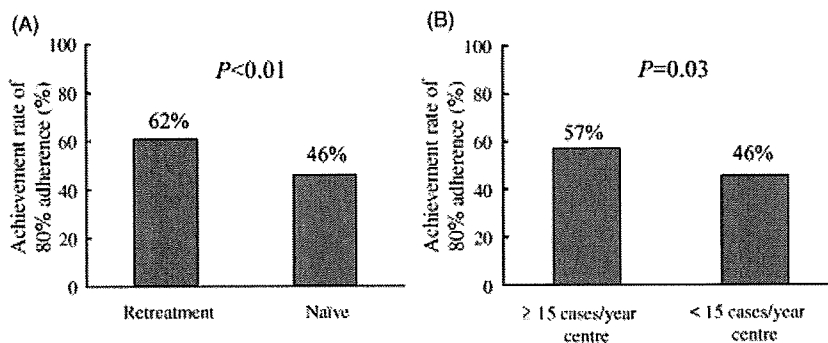 (A)
Achievement rate of
80% adherence (%)
100
80
60
40
20
0
P<0.01
62%
46%
Retreatment
Naïve
(B)
Achievement rate of
80% adherence (%)
100
80
60
40
20
0
P=0.03
57%
46%
≥ 15 cases/year
centre
< 15 cases/year
centre